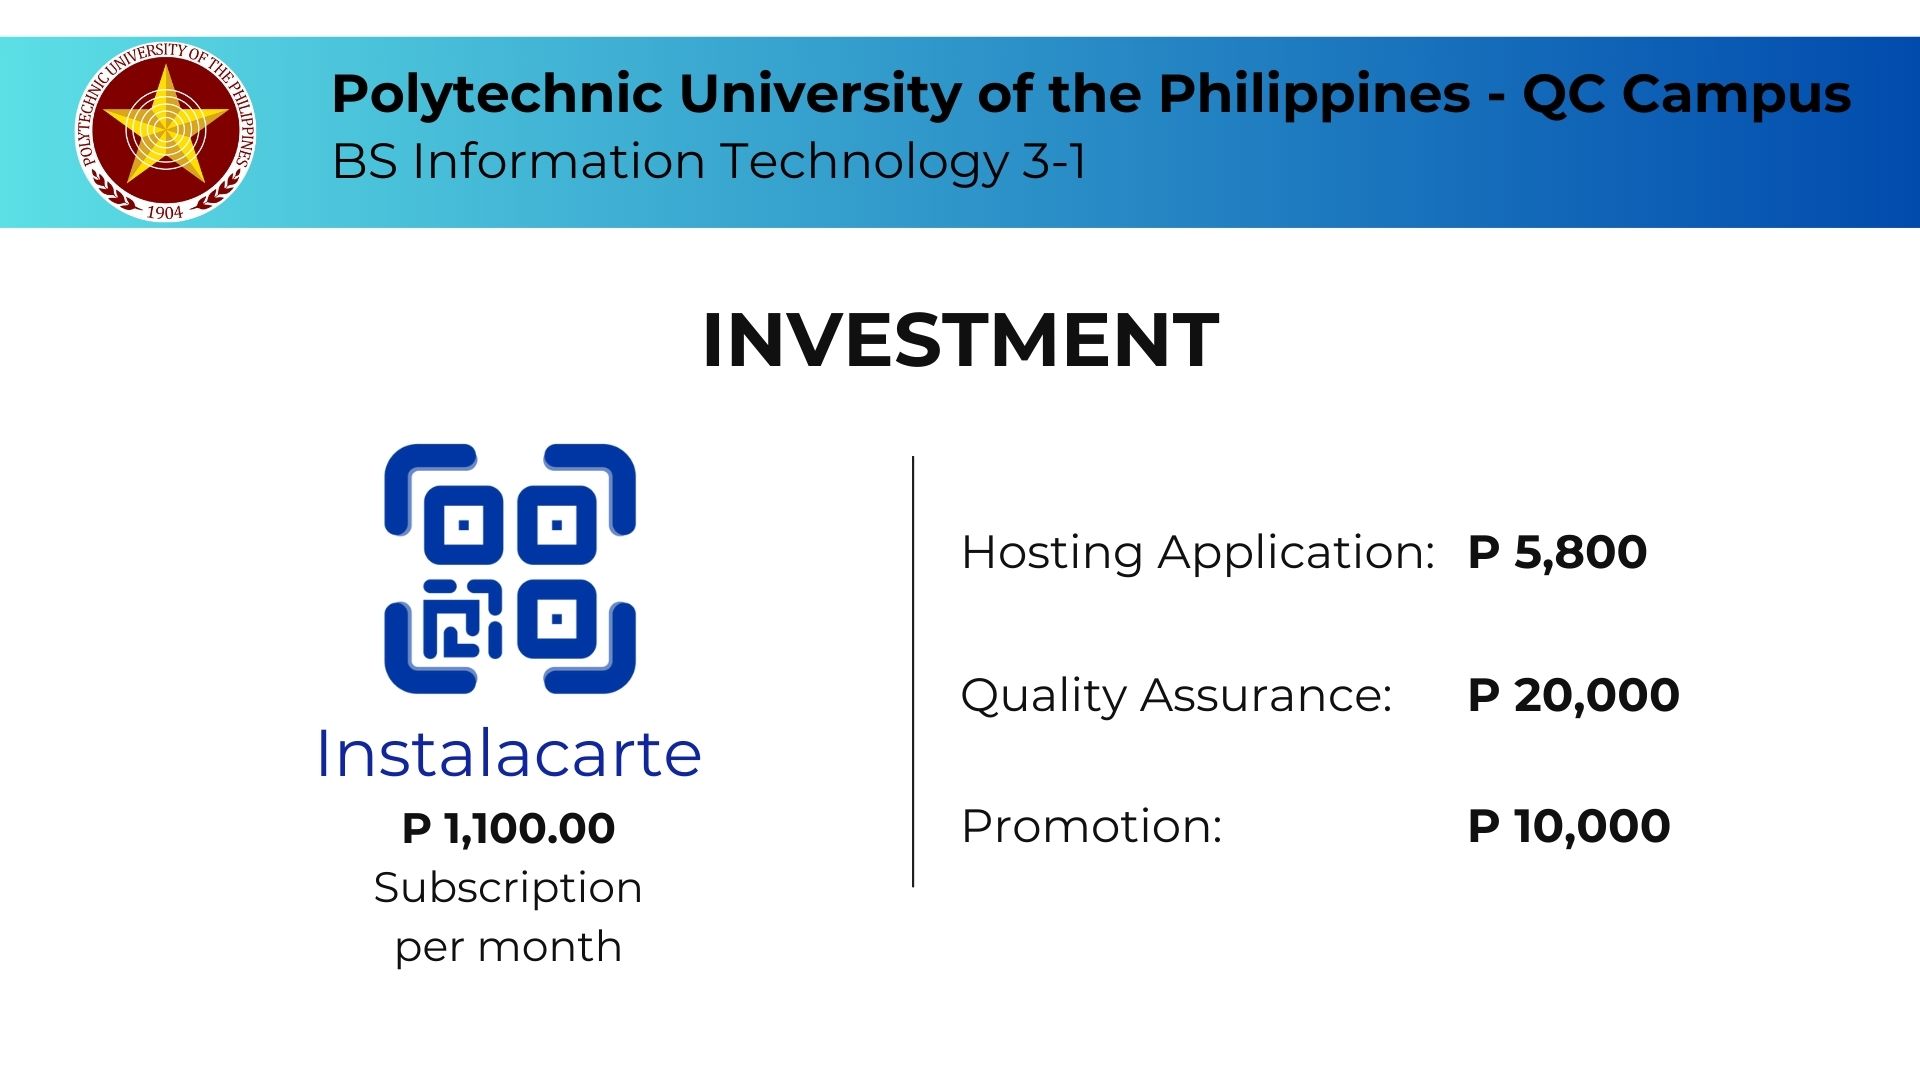 POLYTECHNIC UNIVERSITY OF THE PHILIPPINES
1904
Polytechnic University of the Philippines - QC Campus
BS Information Technology 3-1
INVESTMENT
Instalacarte
P 1,100.00
Subscription
per month
Hosting Application: P 5,800
Quality Assurance: P 20,000
Promotion: P 10,000